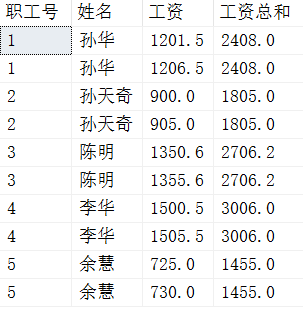 职工号 姓名 工资 工资总和
1 孙华 1201.5 2408.0
1 孙华 1206.5 2408.0
2 孙天奇 900.0 1805.0
2 孙天奇 905.0 1805.0
3 陈明 1350.6 2706.2
3 陈明 1355.6 2706.2
4 李华 1500.5 3006.0
4 李华 1505.5 3006.0
5 余慧 725.0 1455.0
5 余慧 730.0 1455.0